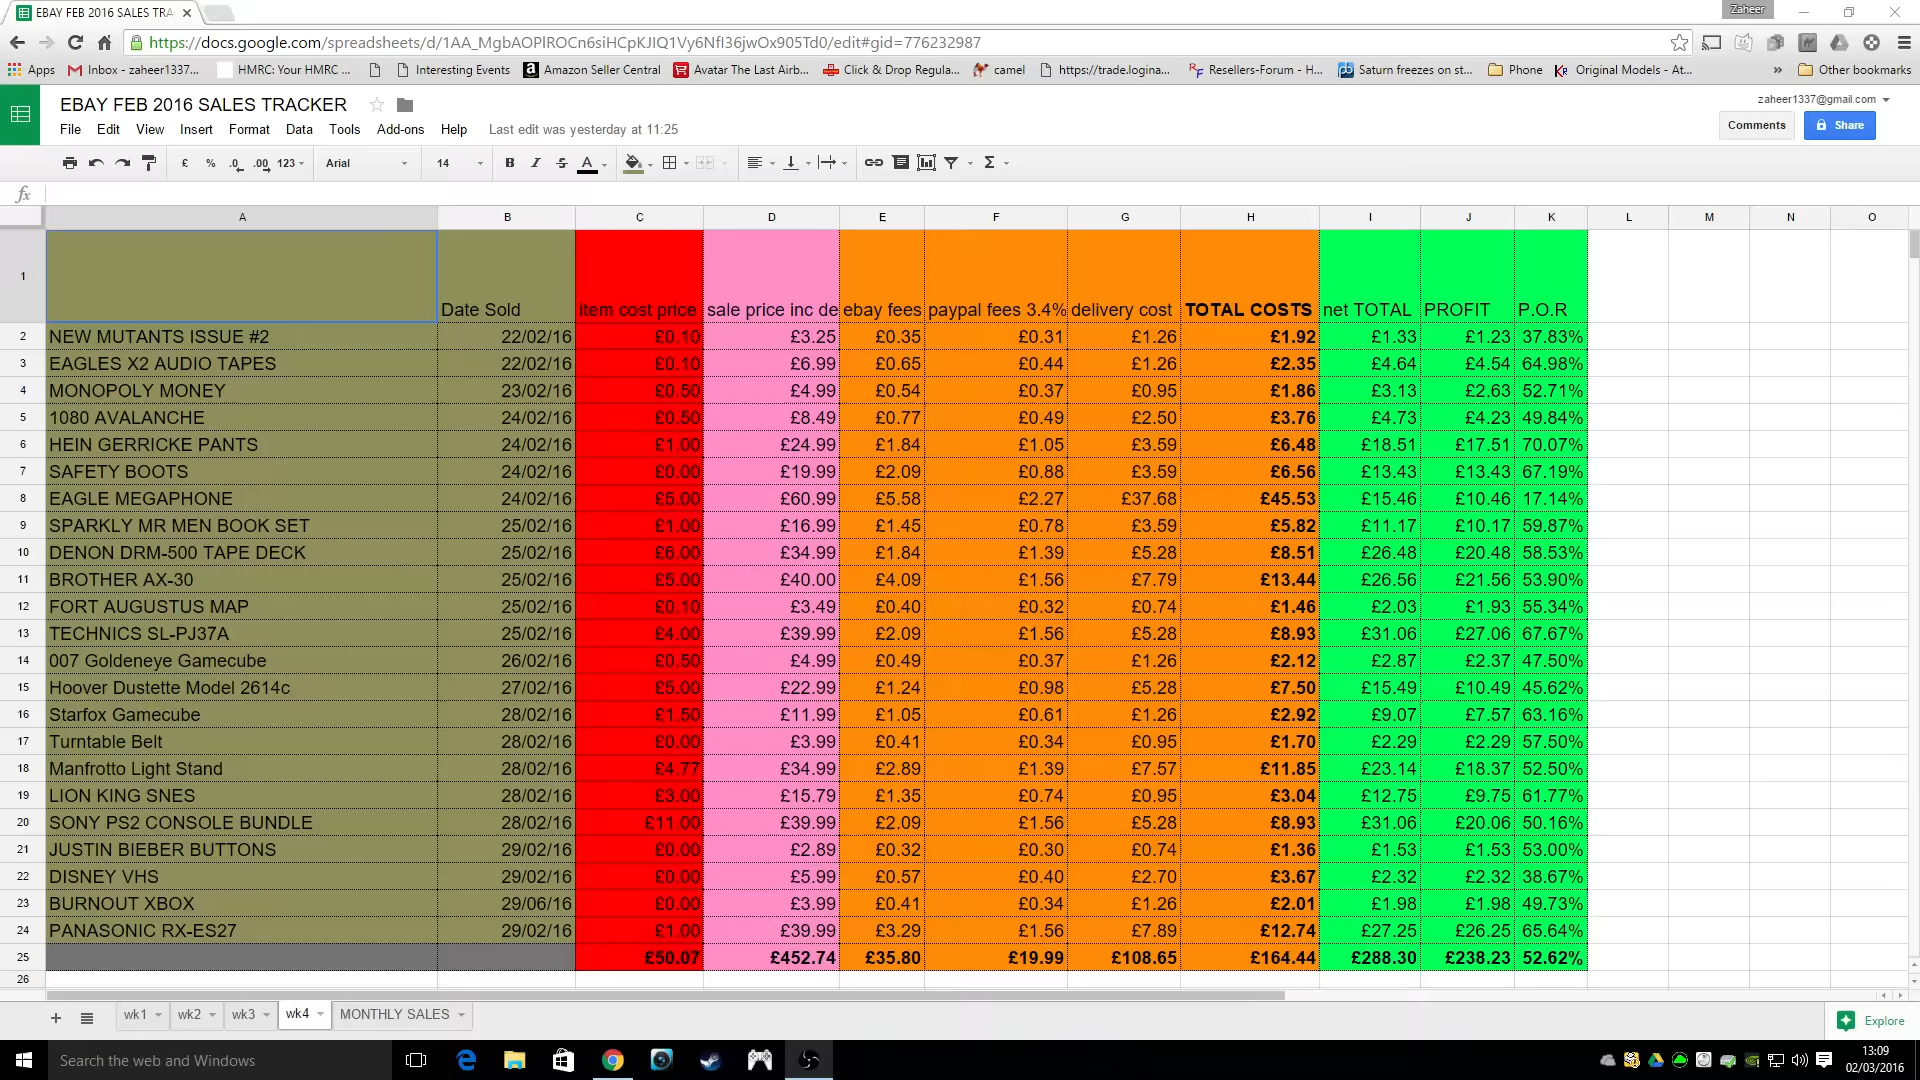 EBAY FEB 2016 SALES TRA
Zaheer
https://docs.google.com/spreadsheets/d/1AA_MgbAOPlROCn6siHCpKJIQ1Vy6NfI36jwOx905Td0/edit#gid=776232987
Apps Inbox - zaheer1337... HMRC: Your HMRC ... Interesting Events Amazon Seller Central Avatar The Last Airb... Click & Drop Regula... camel https://trade.logina... Resellers-Forum - H... Saturn freezes on st... Phone Original Models - At... » Other bookmarks
EBAY FEB 2016 SALES TRACKER
zaheer1337@gmail.com
File Edit View Insert Format Data Tools Add-ons Help Last edit was yesterday at 11:25
Comments Share
£ % .0 .00 123 Arial 14 B I S A Σ
fx
A B C D E F G H I J K L M N O
1 Date Sold item cost price sale price inc de ebay fees paypal fees 3.4% delivery cost TOTAL COSTS net TOTAL PROFIT P.O.R
2 NEW MUTANTS ISSUE #2 22/02/16 £0.10 £3.25 £0.35 £0.31 £1.26 £1.92 £1.33 £1.23 37.83%
3 EAGLES X2 AUDIO TAPES 22/02/16 £0.10 £6.99 £0.65 £0.44 £1.26 £2.35 £4.64 £4.54 64.98%
4 MONOPOLY MONEY 23/02/16 £0.50 £4.99 £0.54 £0.37 £0.95 £1.86 £3.13 £2.63 52.71%
5 1080 AVALANCHE 24/02/16 £0.50 £8.49 £0.77 £0.49 £2.50 £3.76 £4.73 £4.23 49.84%
6 HEIN GERRICKE PANTS 24/02/16 £1.00 £24.99 £1.84 £1.05 £3.59 £6.48 £18.51 £17.51 70.07%
7 SAFETY BOOTS 24/02/16 £0.00 £19.99 £2.09 £0.88 £3.59 £6.56 £13.43 £13.43 67.19%
8 EAGLE MEGAPHONE 24/02/16 £5.00 £60.99 £5.58 £2.27 £37.68 £45.53 £15.46 £10.46 17.14%
9 SPARKLY MR MEN BOOK SET 25/02/16 £1.00 £16.99 £1.45 £0.78 £3.59 £5.82 £11.17 £10.17 59.87%
10 DENON DRM-500 TAPE DECK 25/02/16 £6.00 £34.99 £1.84 £1.39 £5.28 £8.51 £26.48 £20.48 58.53%
11 BROTHER AX-30 25/02/16 £5.00 £40.00 £4.09 £1.56 £7.79 £13.44 £26.56 £21.56 53.90%
12 FORT AUGUSTUS MAP 25/02/16 £0.10 £3.49 £0.40 £0.32 £0.74 £1.46 £2.03 £1.93 55.34%
13 TECHNICS SL-PJ37A 25/02/16 £4.00 £39.99 £2.09 £1.56 £5.28 £8.93 £31.06 £27.06 67.67%
14 007 Goldeneye Gamecube 26/02/16 £0.50 £4.99 £0.49 £0.37 £1.26 £2.12 £2.87 £2.37 47.50%
15 Hoover Dustette Model 2614c 27/02/16 £5.00 £22.99 £1.24 £0.98 £5.28 £7.50 £15.49 £10.49 45.62%
16 Starfox Gamecube 28/02/16 £1.50 £11.99 £1.05 £0.61 £1.26 £2.92 £9.07 £7.57 63.16%
17 Turntable Belt 28/02/16 £0.00 £3.99 £0.41 £0.34 £0.95 £1.70 £2.29 £2.29 57.50%
18 Manfrotto Light Stand 28/02/16 £4.77 £34.99 £2.89 £1.39 £7.57 £11.85 £23.14 £18.37 52.50%
19 LION KING SNES 28/02/16 £3.00 £15.79 £1.35 £0.74 £0.95 £3.04 £12.75 £9.75 61.77%
20 SONY PS2 CONSOLE BUNDLE 28/02/16 £11.00 £39.99 £2.09 £1.56 £5.28 £8.93 £31.06 £20.06 50.16%
21 JUSTIN BIEBER BUTTONS 29/02/16 £0.00 £2.89 £0.32 £0.30 £0.74 £1.36 £1.53 £1.53 53.00%
22 DISNEY VHS 29/02/16 £0.00 £5.99 £0.57 £0.40 £2.70 £3.67 £2.32 £2.32 38.67%
23 BURNOUT XBOX 29/06/16 £0.00 £3.99 £0.41 £0.34 £1.26 £2.01 £1.98 £1.98 49.73%
24 PANASONIC RX-ES27 29/02/16 £1.00 £39.99 £3.29 £1.56 £7.89 £12.74 £27.25 £26.25 65.64%
25 £50.07 £452.74 £35.80 £19.99 £108.65 £164.44 £288.30 £238.23 52.62%
26
wk1 wk2 wk3 wk4 MONTHLY SALES Explore
Search the web and Windows
13:09
02/03/2016